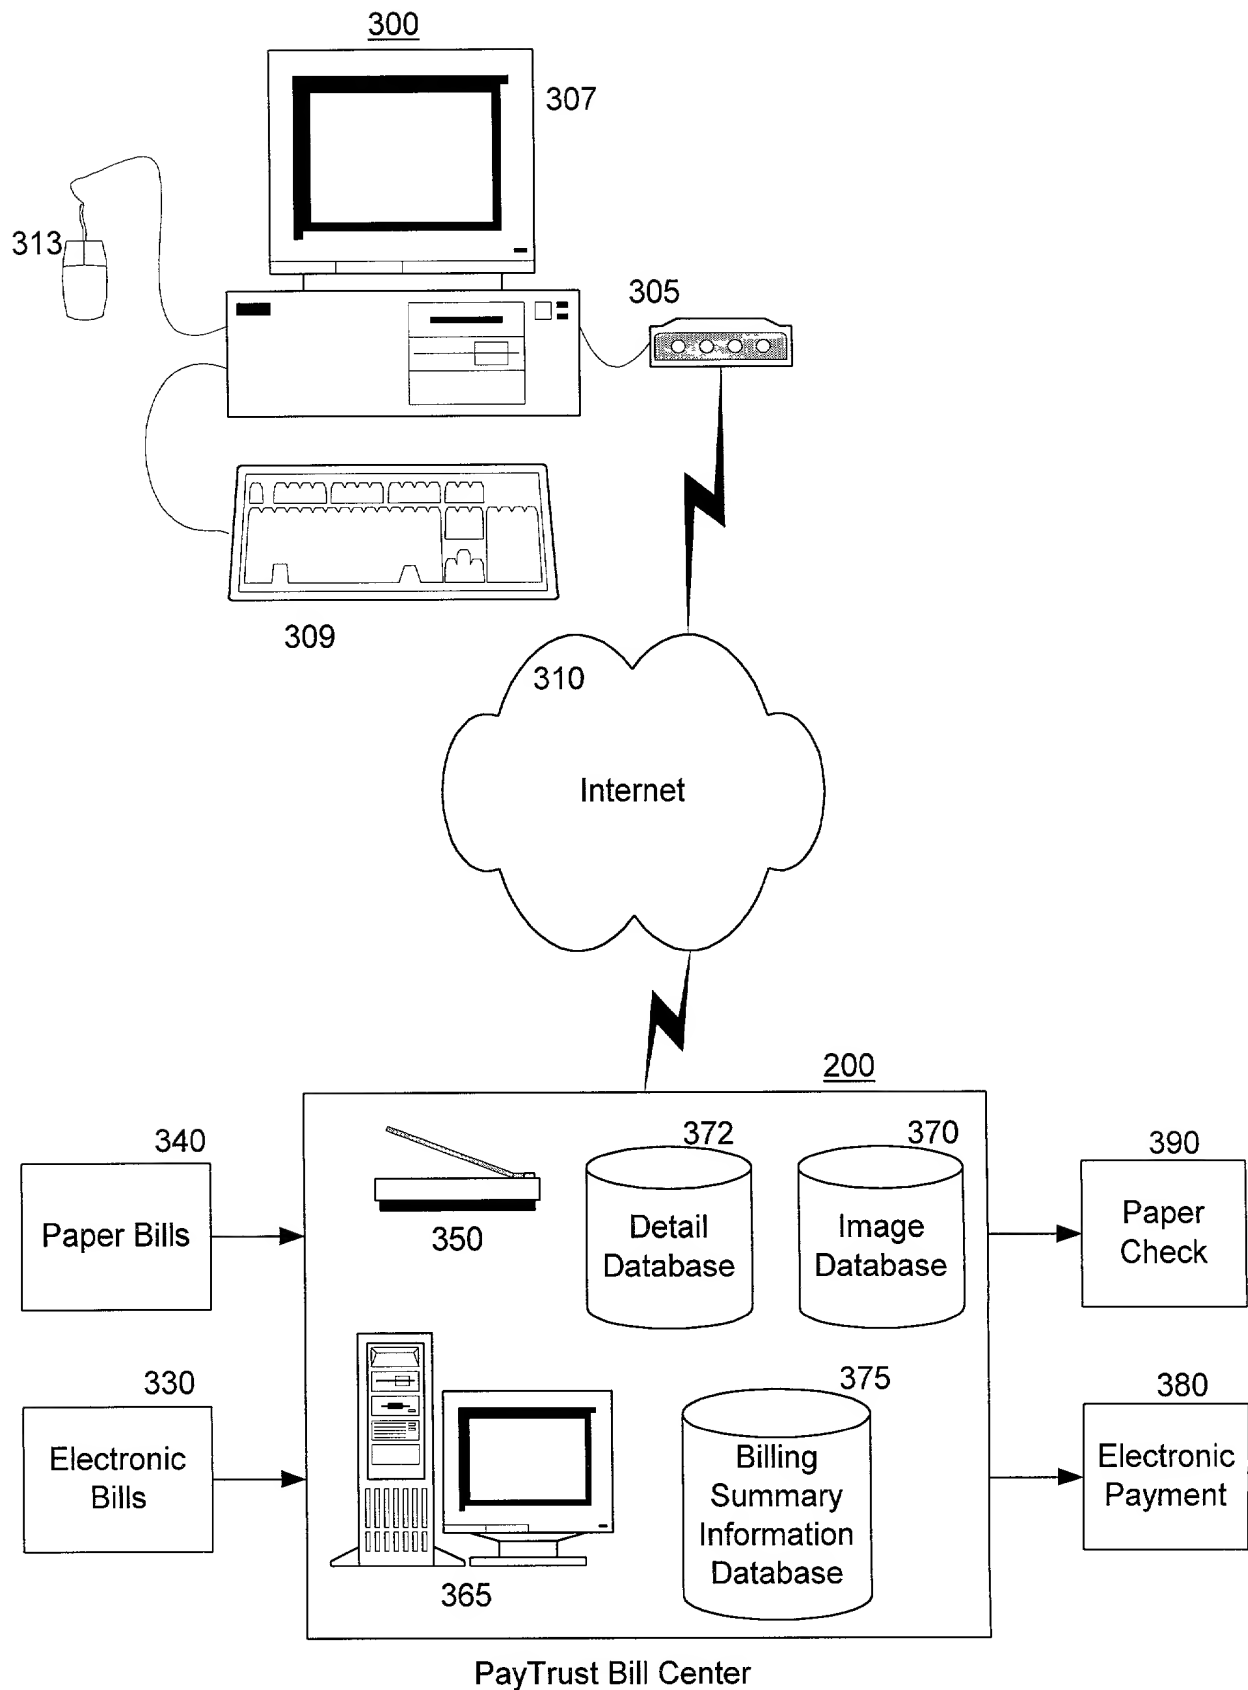 300
307
313
305
309
310
Internet
200
340
372
370
390
Paper Bills
350
Detail
Database
Image
Database
Paper
Check
330
375
380
Electronic
Bills
Billing
Summary
Information
Database
Electronic
Payment
365
PayTrust Bill Center